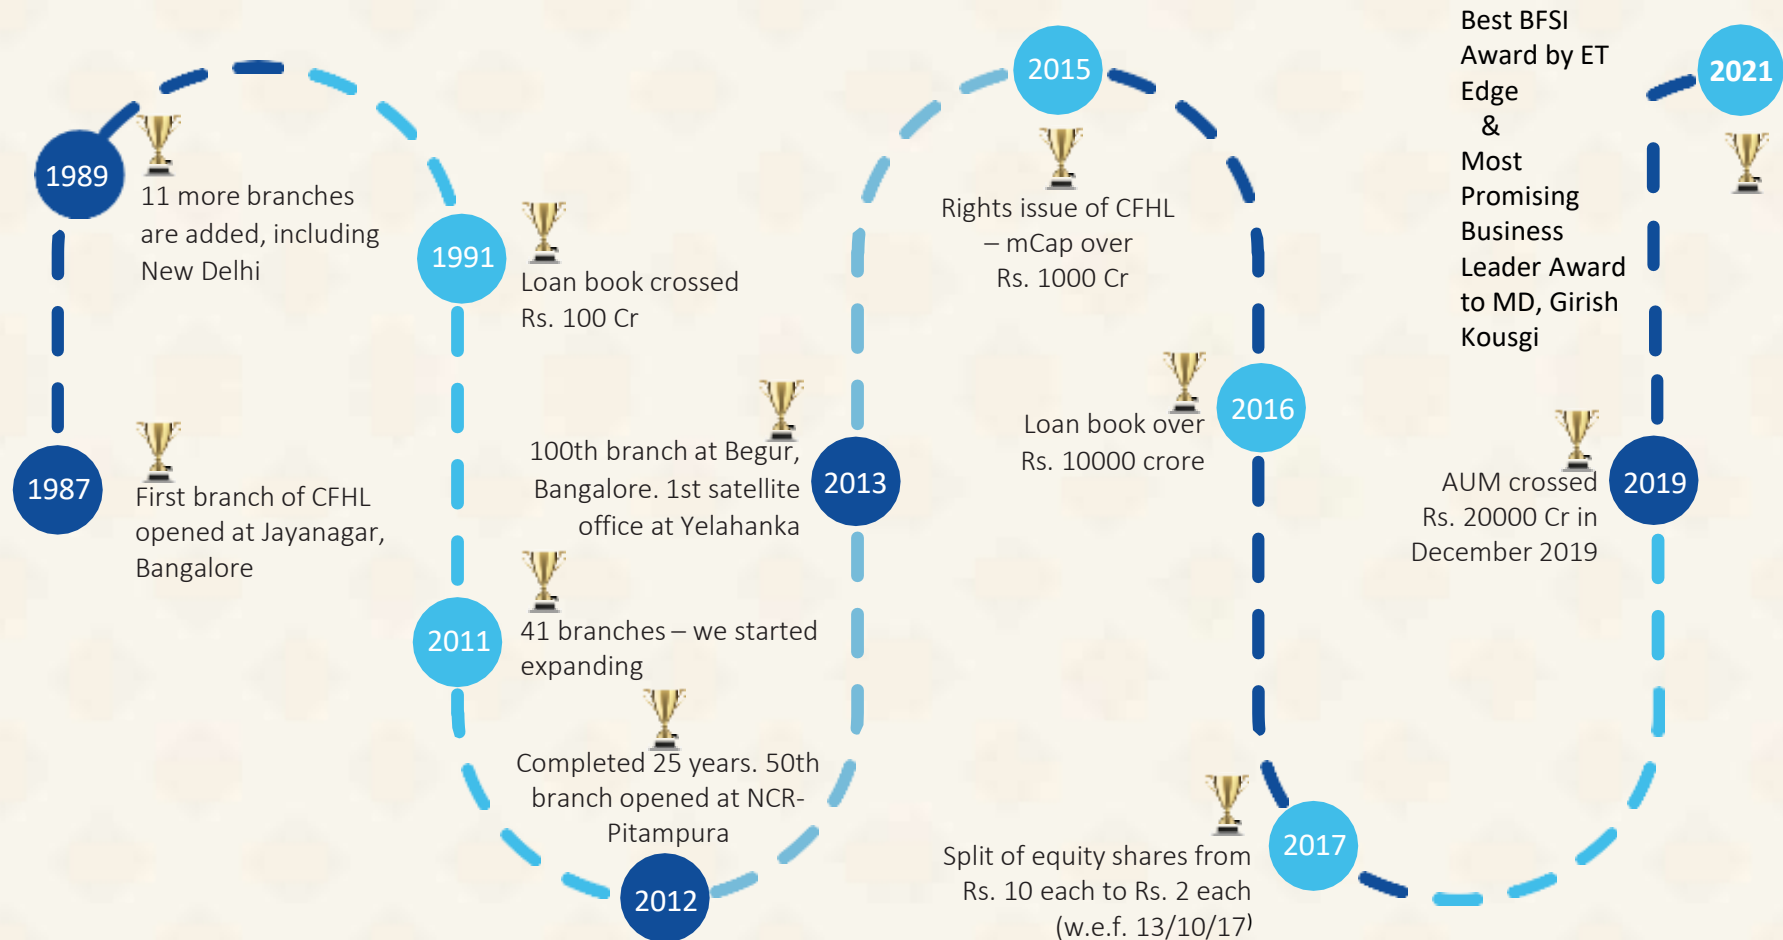 1987
First branch of CFHL
opened at Jayanagar,
Bangalore
1989
11 more branches
are added, including
New Delhi
1991
Loan book crossed
Rs. 100 Cr
2011
41 branches – we started
expanding
Completed 25 years. 50th
branch opened at NCR-
Pitampura
2012
100th branch at Begur,
Bangalore. 1st satellite
office at Yelahanka
2013
2015
Rights issue of CFHL
– mCap over
Rs. 1000 Cr
Loan book over
Rs. 10000 crore
2016
Split of equity shares from
Rs. 10 each to Rs. 2 each
(w.e.f. 13/10/17)
2017
AUM crossed
Rs. 20000 Cr in
December 2019
2019
Best BFSI
Award by ET
Edge
&
Most
Promising
Business
Leader Award
to MD, Girish
Kousgi
2021